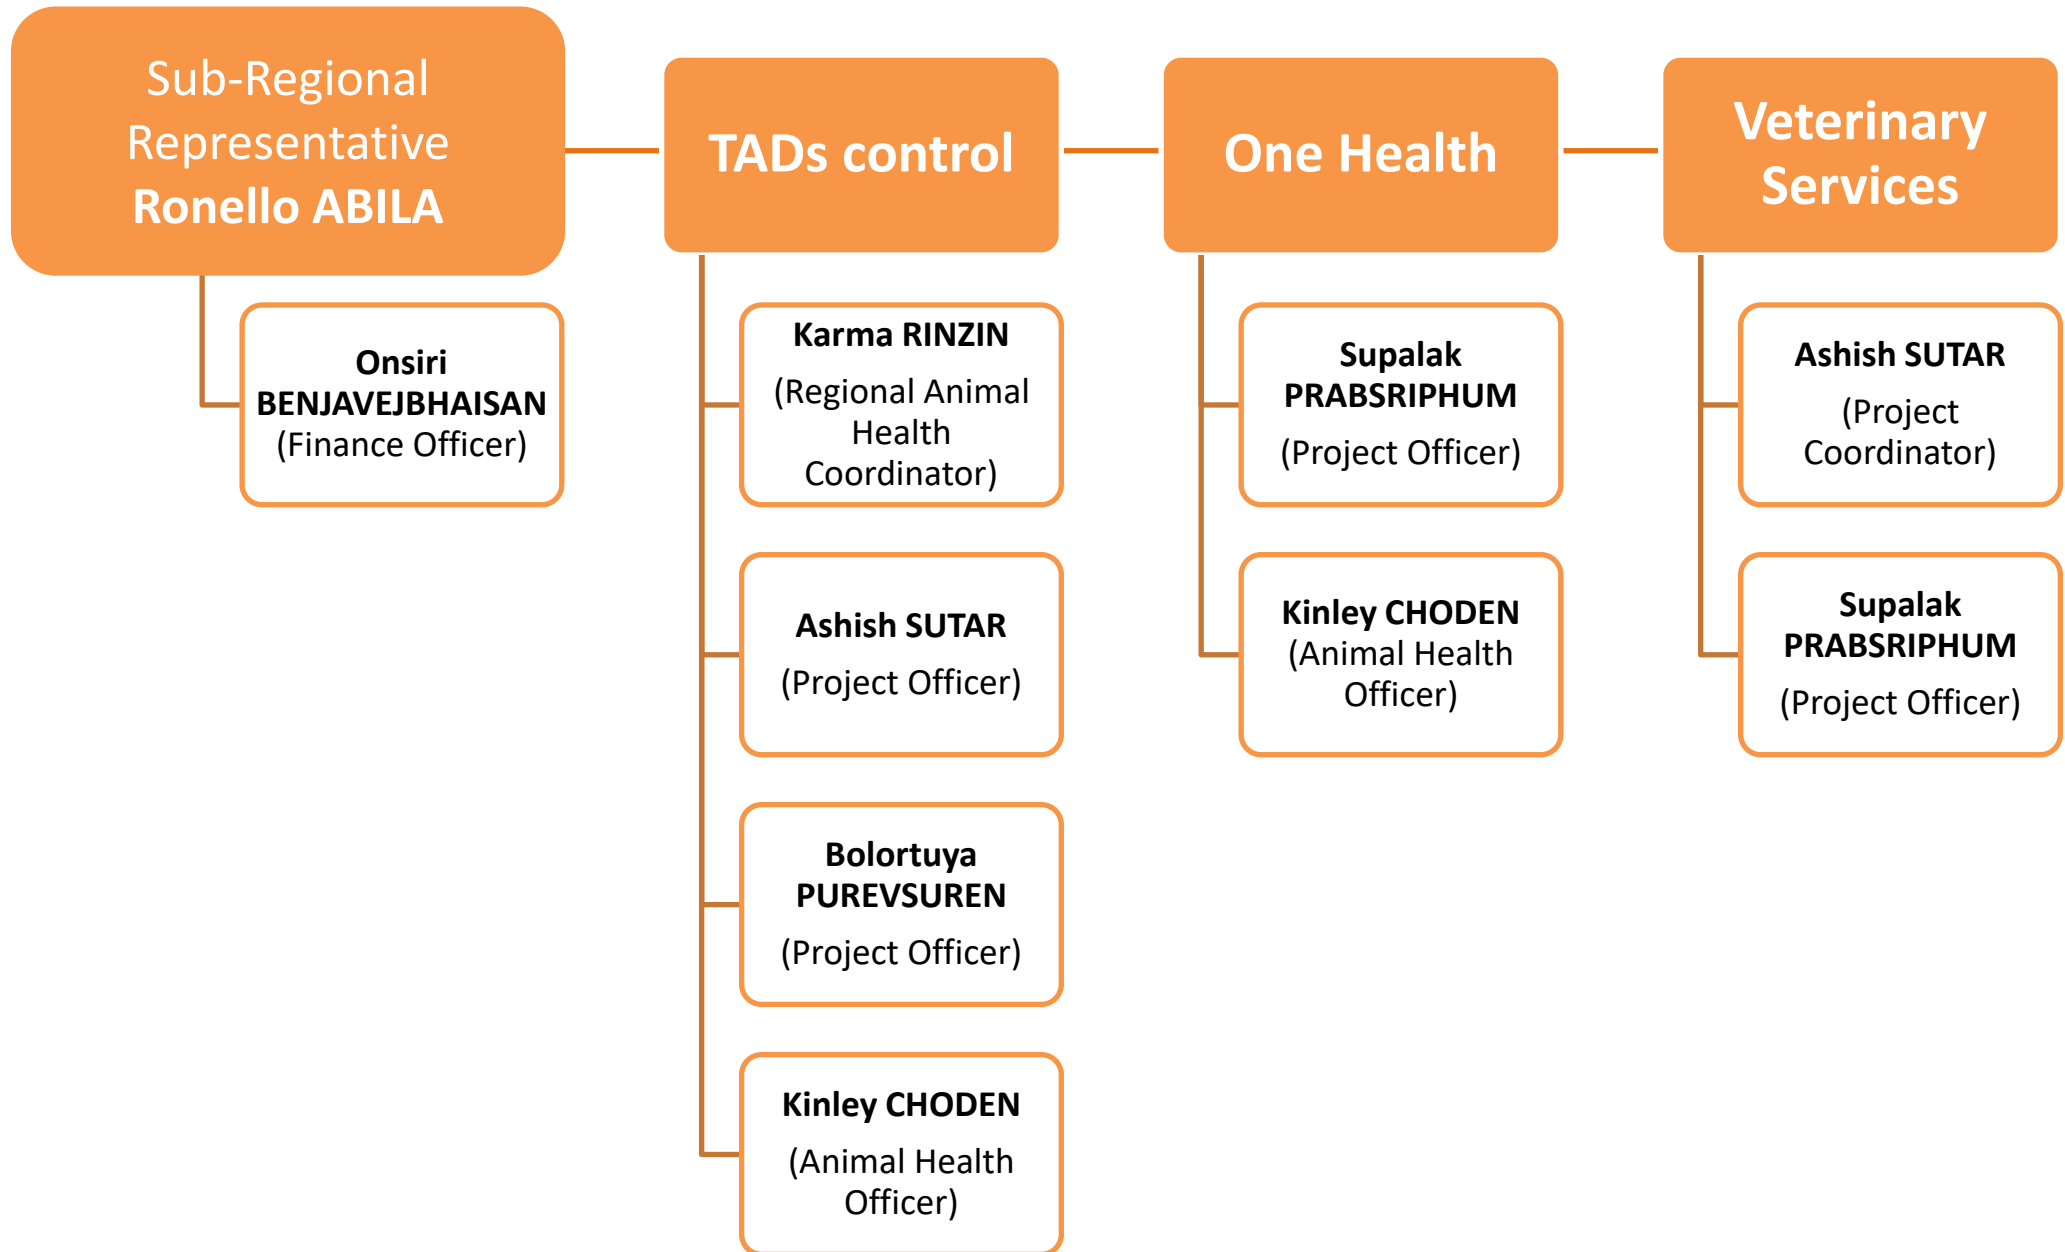 Sub-Regional
Representative
Ronello ABILA
Onsiri
BENJAVEJBHAISAN
(Finance Officer)
TADs control
Karma RINZIN
(Regional Animal
Health
Coordinator)
Ashish SUTAR
(Project Officer)
Bolortuya
PUREVSUREN
(Project Officer)
Kinley CHODEN
(Animal Health
Officer)
One Health
Supalak
PRABSRIPHUM
(Project Officer)
Kinley CHODEN
(Animal Health
Officer)
Veterinary
Services
Ashish SUTAR
(Project
Coordinator)
Supalak
PRABSRIPHUM
(Project Officer)